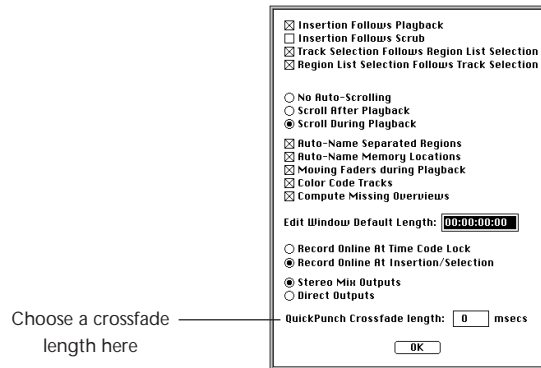 Insertion Follows Playback
Insertion Follows Scrub
Track Selection Follows Region List Selection
Region List Selection Follows Track Selection
No Auto-Scrolling
Scroll After Playback
Scroll During Playback
Auto-Name Separated Regions
Auto-Name Memory Locations
Moving Faders during Playback
Color Code Tracks
Compute Missing Overviews
Edit Window Default Length: 00:00:00:00
Record Online At Time Code Lock
Record Online At Insertion/Selection
Stereo Mix Outputs
Direct Outputs
Choose a crossfade
length here
QuickPunch Crossfade length: 0 msecs
OK